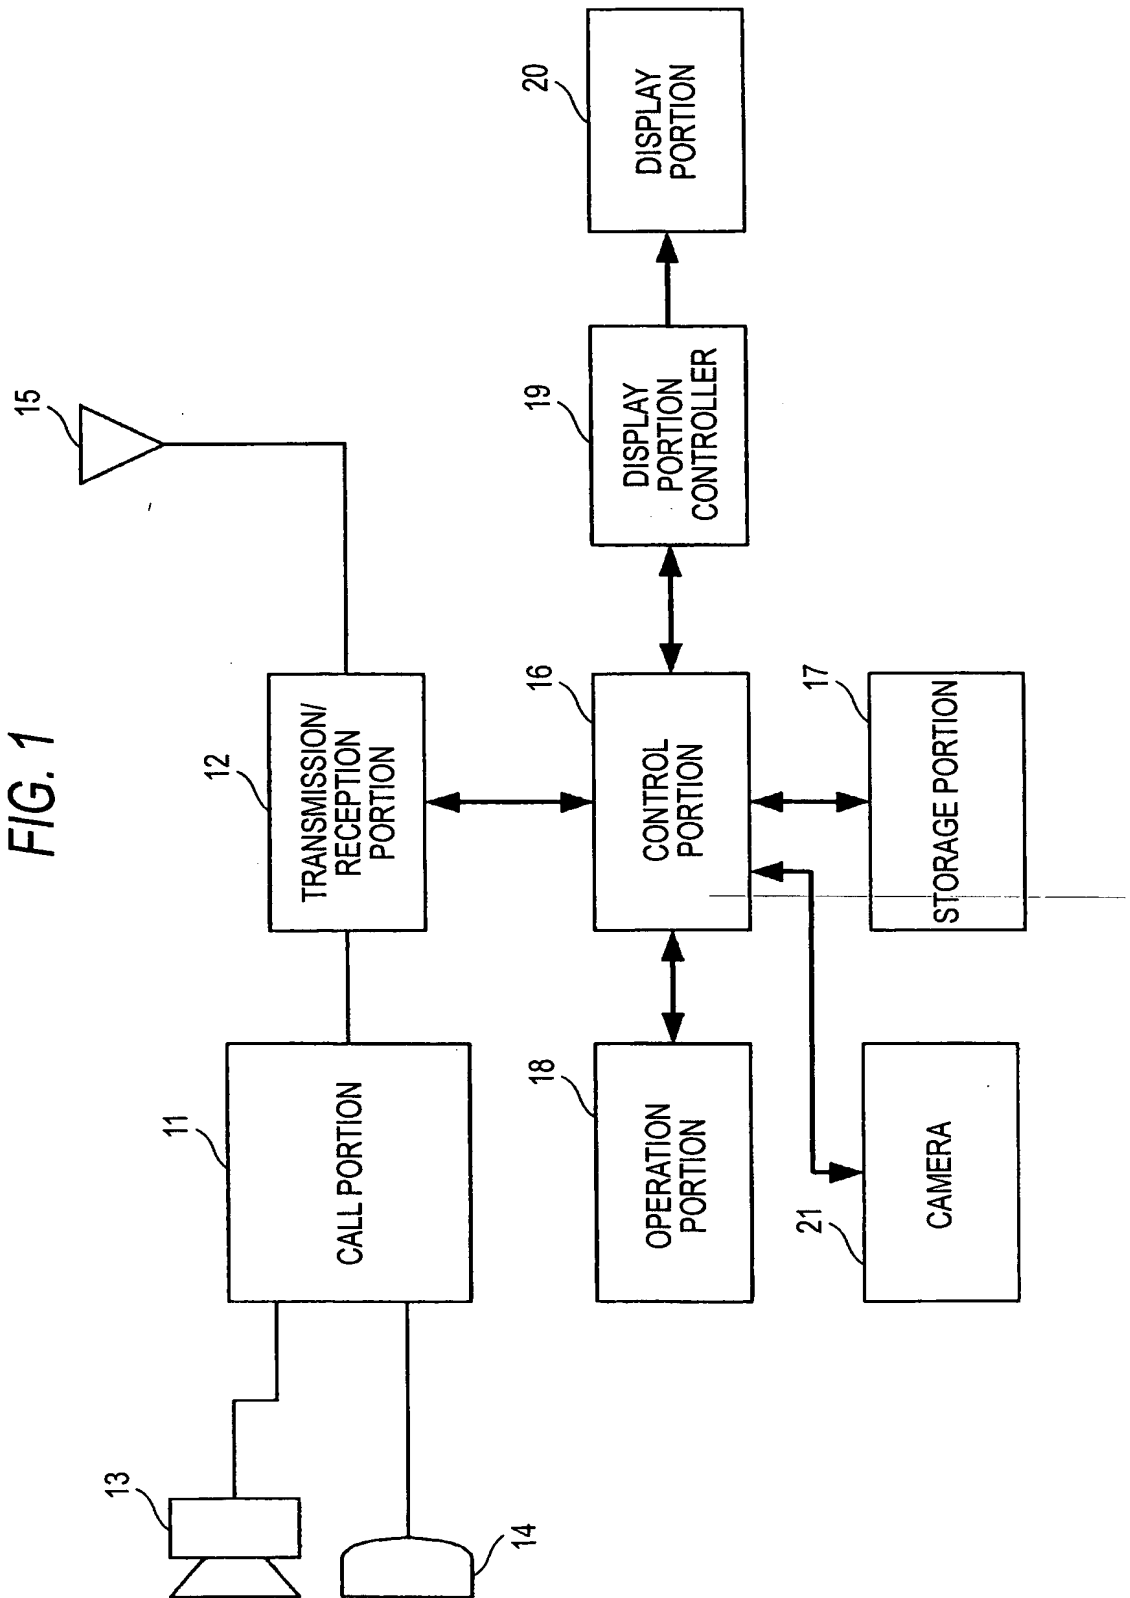 FIG. 1
15
12
TRANSMISSION/
RECEPTION
PORTION
11
CALL PORTION
13
14
20
DISPLAY
PORTION
19
DISPLAY
PORTION
CONTROLLER
16
CONTROL
PORTION
18
OPERATION
PORTION
17
STORAGE PORTION
21
CAMERA